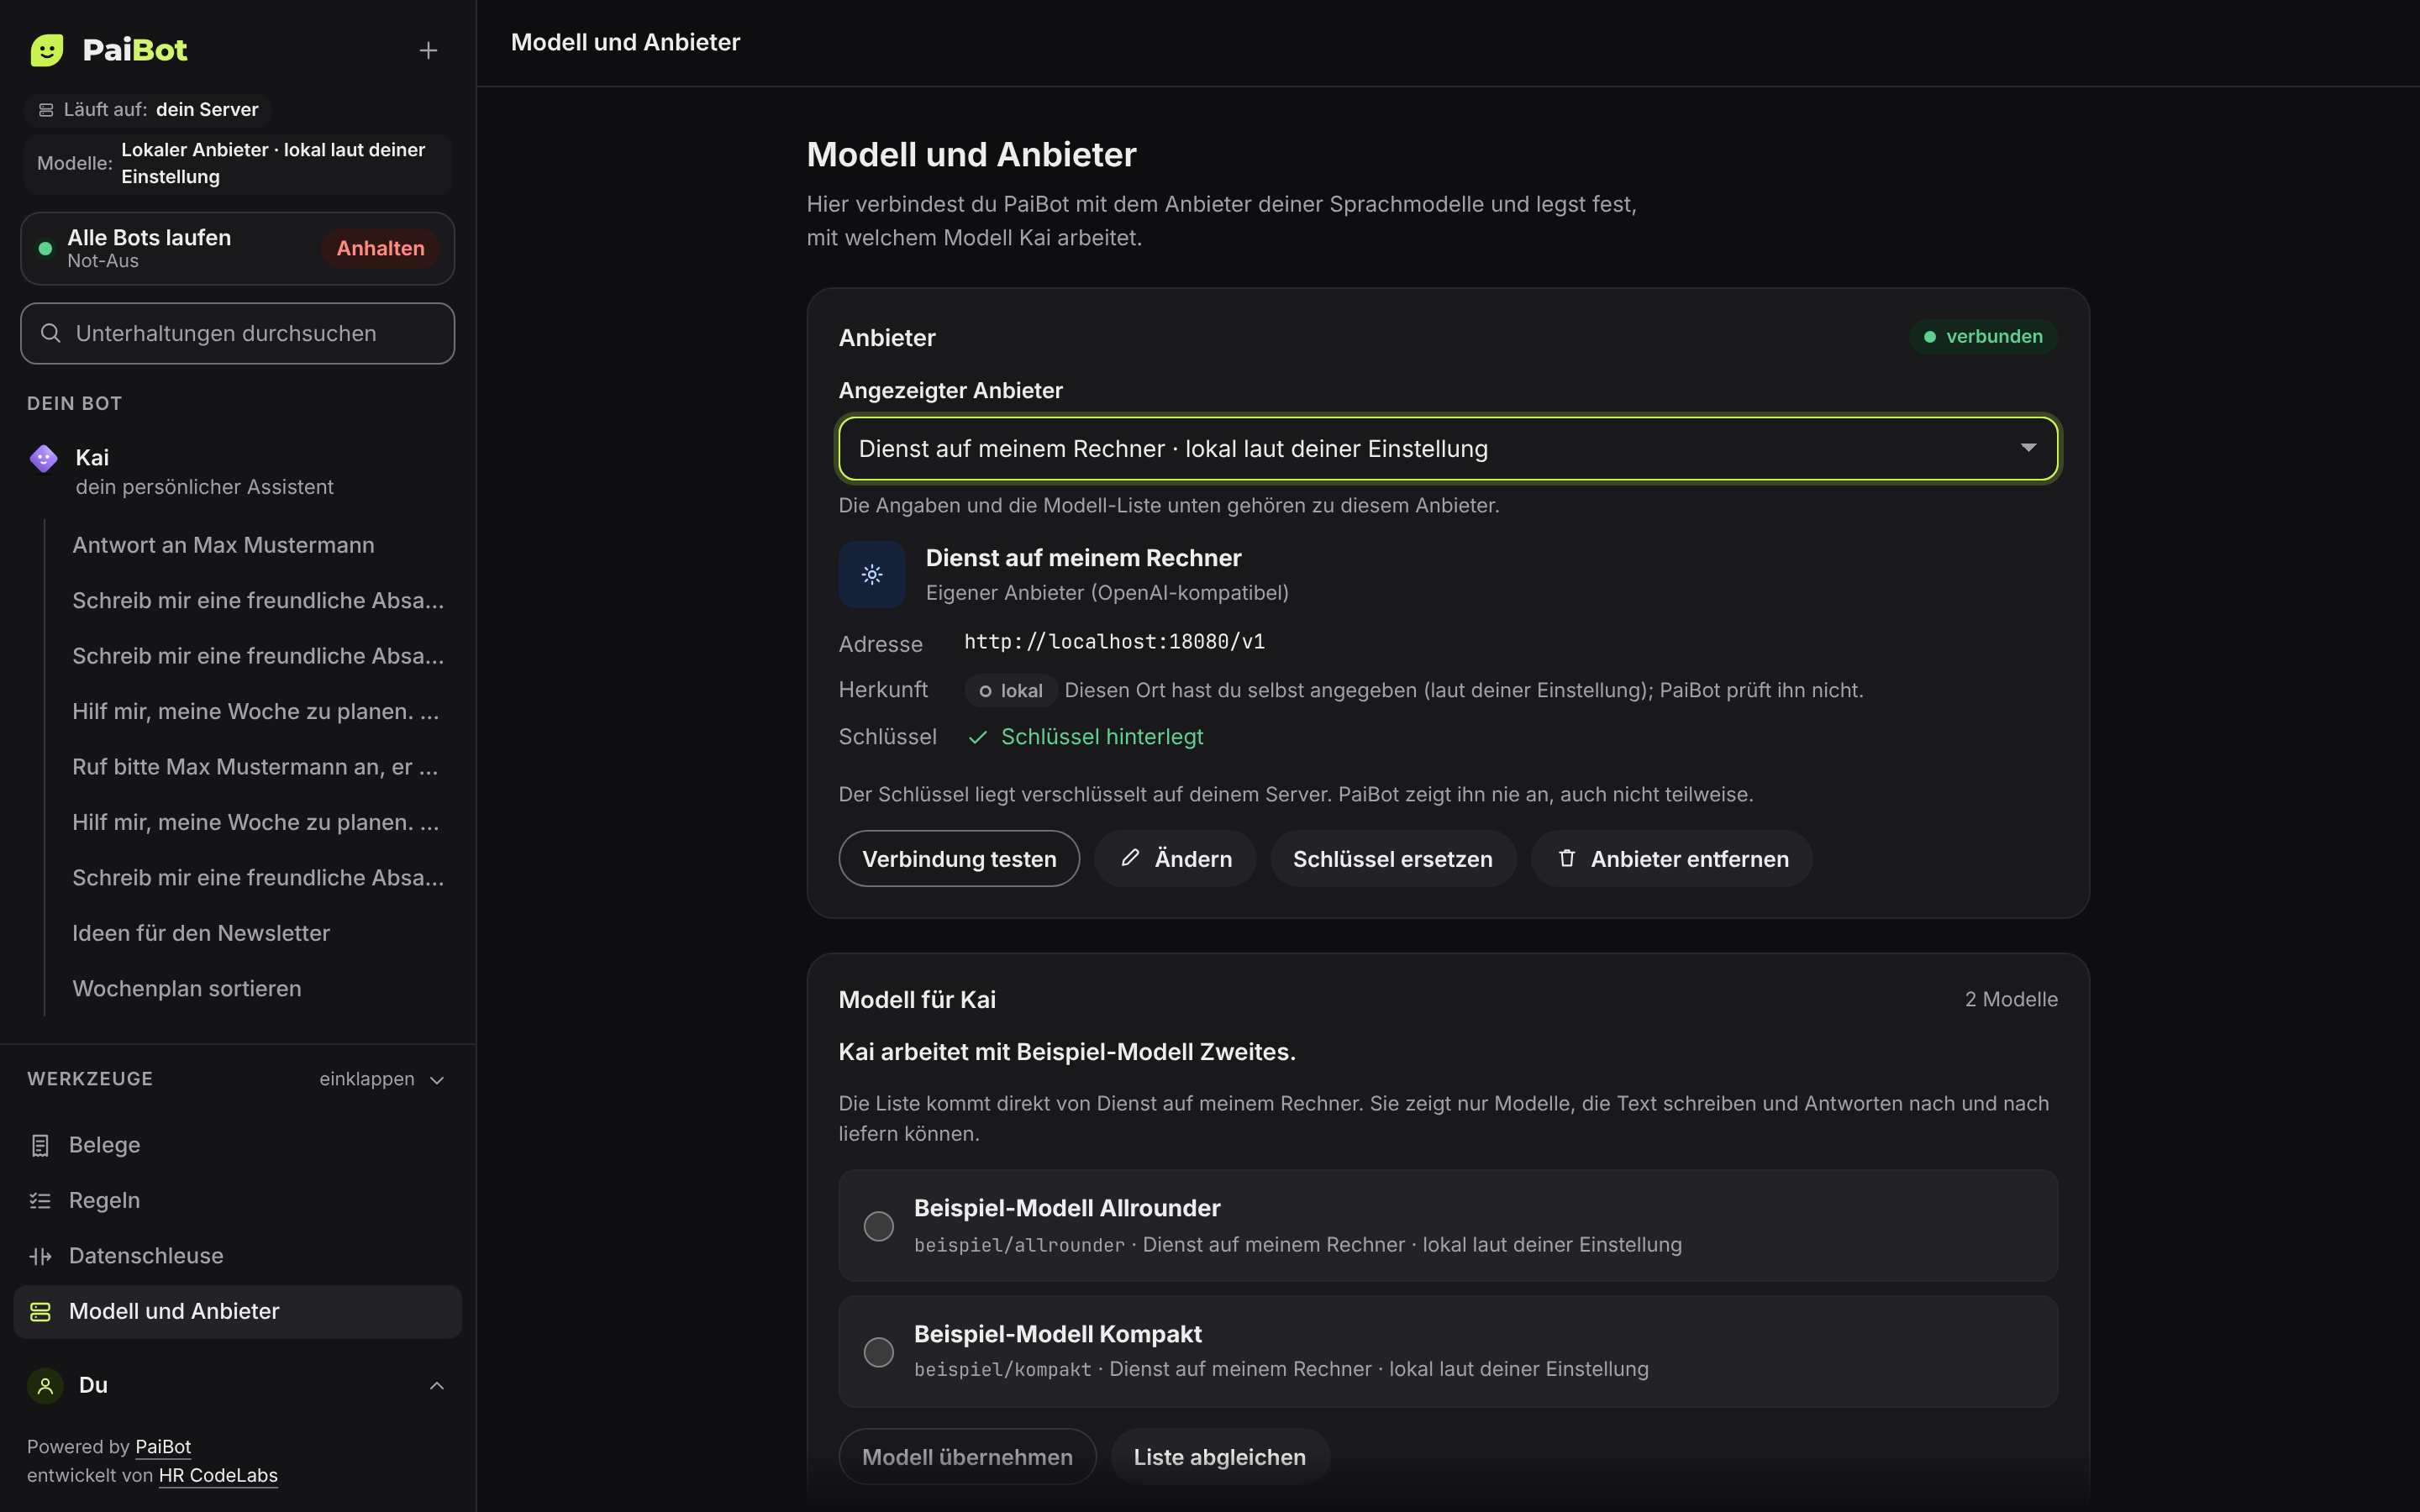 PaiBot
Läuft auf: dein Server
Modelle: Lokaler Anbieter · lokal laut deiner
Einstellung
Alle Bots laufen
Not-Aus
Anhalten
Unterhaltungen durchsuchen
DEIN BOT
Kai
dein persönlicher Assistent
Antwort an Max Mustermann
Schreib mir eine freundliche Absa...
Schreib mir eine freundliche Absa...
Hilf mir, meine Woche zu planen. ...
Ruf bitte Max Mustermann an, er ...
Hilf mir, meine Woche zu planen. ...
Schreib mir eine freundliche Absa...
Ideen für den Newsletter
Wochenplan sortieren
WERKZEUGE einklappen
Belege
Regeln
Datenschleuse
Modell und Anbieter
Du
Powered by PaiBot
entwickelt von HR CodeLabs
Modell und Anbieter
Modell und Anbieter
Hier verbindest du PaiBot mit dem Anbieter deiner Sprachmodelle und legst fest,
mit welchem Modell Kai arbeitet.
Anbieter verbunden
Angezeigter Anbieter
Dienst auf meinem Rechner · lokal laut deiner Einstellung
Die Angaben und die Modell-Liste unten gehören zu diesem Anbieter.
Dienst auf meinem Rechner
Eigener Anbieter (OpenAI-kompatibel)
Adresse http://localhost:18080/v1
Herkunft lokal Diesen Ort hast du selbst angegeben (laut deiner Einstellung); PaiBot prüft ihn nicht.
Schlüssel Schlüssel hinterlegt
Der Schlüssel liegt verschlüsselt auf deinem Server. PaiBot zeigt ihn nie an, auch nicht teilweise.
Verbindung testen Ändern Schlüssel ersetzen Anbieter entfernen
Modell für Kai 2 Modelle
Kai arbeitet mit Beispiel-Modell Zweites.
Die Liste kommt direkt von Dienst auf meinem Rechner. Sie zeigt nur Modelle, die Text schreiben und Antworten nach und nach
liefern können.
Beispiel-Modell Allrounder
beispiel/allrounder · Dienst auf meinem Rechner · lokal laut deiner Einstellung
Beispiel-Modell Kompakt
beispiel/kompakt · Dienst auf meinem Rechner · lokal laut deiner Einstellung
Modell übernehmen Liste abgleichen